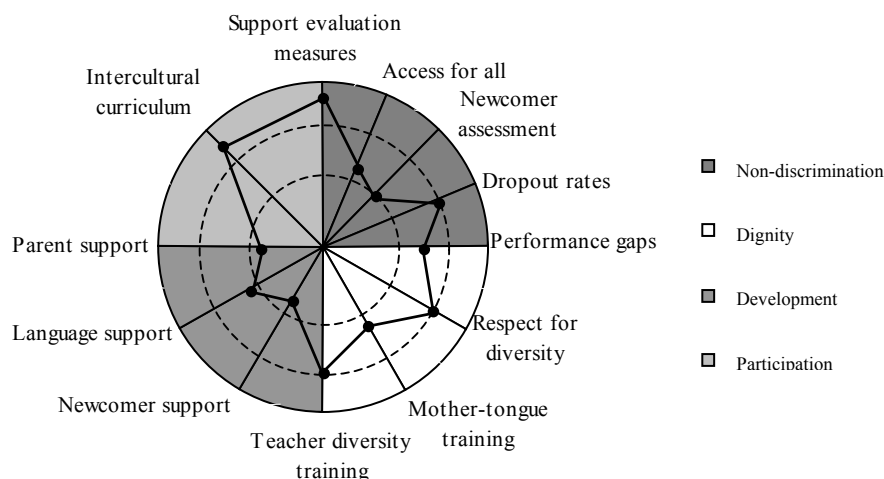 Support evaluation
measures
Access for all
Intercultural
curriculum
Newcomer
assessment
Dropout rates
Non-discrimination
Performance gaps
Parent support
Dignity
Development
Language support
Respect for
diversity
Participation
Newcomer support
Mother-tongue
training
Teacher diversity
training